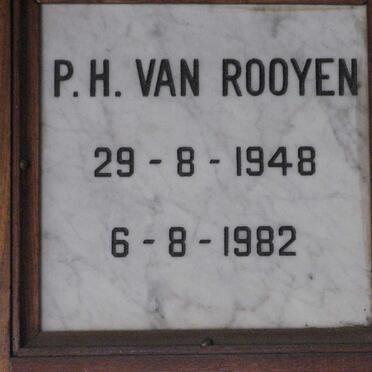 P.H. VAN ROOYEN
29 - 8 - 1948
6 - 8 - 1982